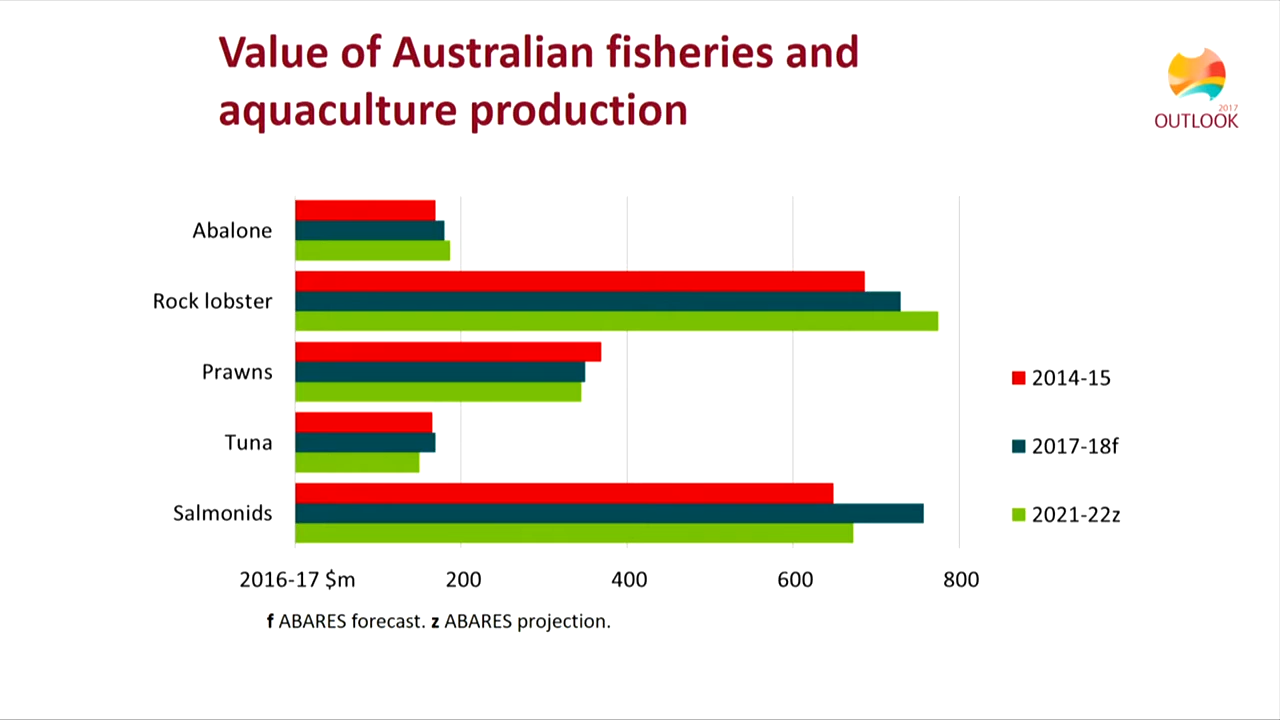 Value of Australian fisheries and
aquaculture production
2017
OUTLOOK
Abalone
Rock lobster
Prawns
Tuna
Salmonids
2014-15
2017-18f
2021-22z
2016-17 $m 200 400 600 800
f ABARES forecast. z ABARES projection.